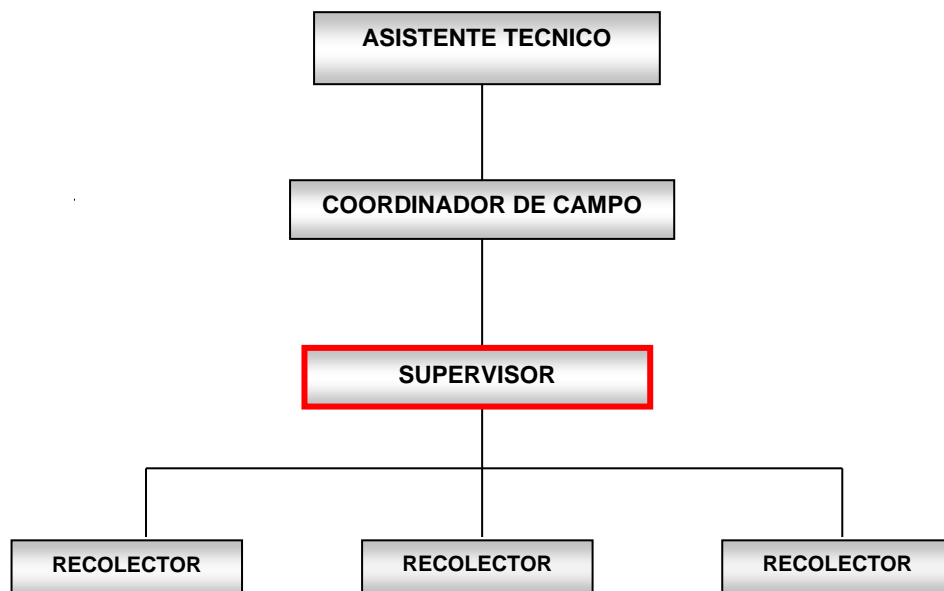 ASISTENTE TECNICO
COORDINADOR DE CAMPO
SUPERVISOR
RECOLECTOR
RECOLECTOR
RECOLECTOR